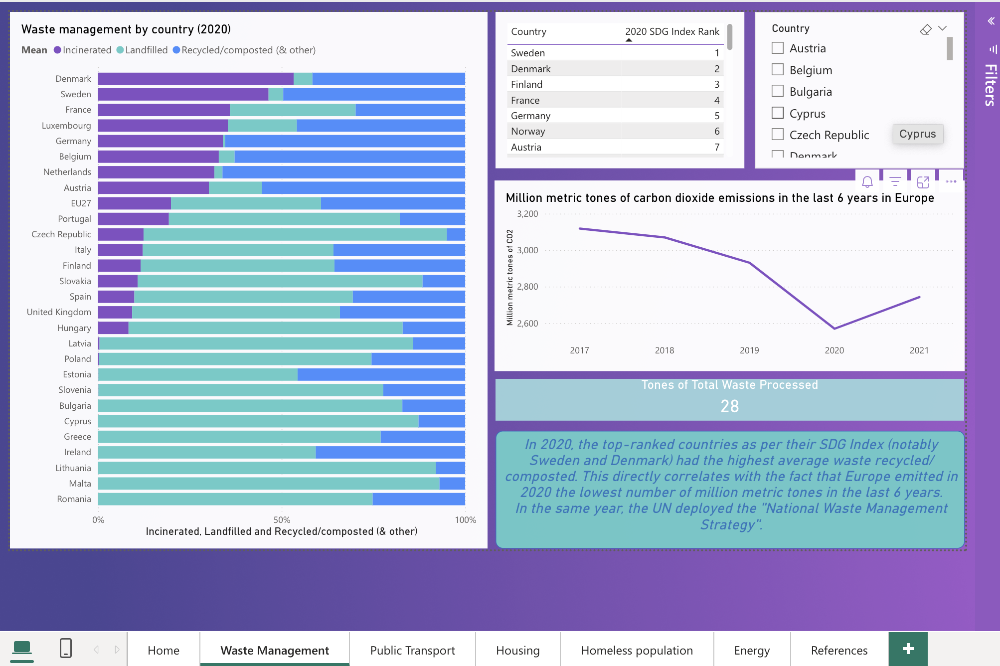 Waste management by country (2020)
Mean Incinerated Landfilled Recycled/composted (& other)
Denmark
Sweden
France
Luxembourg
Germany
Belgium
Netherlands
Austria
EU27
Portugal
Czech Republic
Italy
Finland
Slovakia
Spain
United Kingdom
Hungary
Latvia
Poland
Estonia
Slovenia
Bulgaria
Cyprus
Greece
Ireland
Lithuania
Malta
Romania
0% 50% 100%
Incinerated, Landfilled and Recycled/composted (& other)
Country 2020 SDG Index Rank
Sweden 1
Denmark 2
Finland 3
France 4
Germany 5
Norway 6
Austria 7
Country
Austria
Belgium
Bulgaria
Cyprus
Czech Republic
Denmark
Cyprus
Filters
Million metric tones of carbon dioxide emissions in the last 6 years in Europe
Million metric tones of CO2
3,200
3,000
2,800
2,600
2017 2018 2019 2020 2021
Tones of Total Waste Processed
28
In 2020, the top-ranked countries as per their SDG Index (notably
Sweden and Denmark) had the highest average waste recycled/
composted. This directly correlates with the fact that Europe emitted in
2020 the lowest number of million metric tones in the last 6 years.
In the same year, the UN deployed the "National Waste Management
Strategy".
Home Waste Management Public Transport Housing Homeless population Energy References